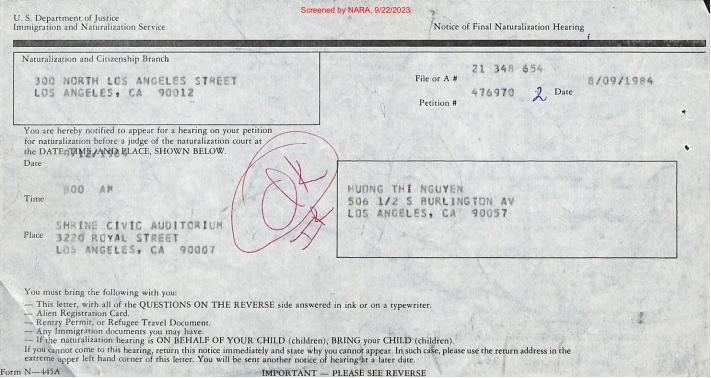 Screened by NARA, 9/22/2023
U. S. Department of Justice
Immigration and Naturalization Service
Notice of Final Naturalization Hearing
Naturalization and Citizenship Branch
300 NORTH LOS ANGELES STREET
LOS ANGELES, CA 90012
File or A # 21 348 654
Petition # 476970 2 Date 8/09/1984
You are hereby notified to appear for a hearing on your petition
for naturalization before a judge of the naturalization court at
the DATE, TIME, AND PLACE, SHOWN BELOW.
Date
Time 800 AM
Place SHRINE CIVIC AUDITORIUM
3220 ROYAL STREET
LOS ANGELES, CA 90007
OK
HUONG THI NGUYEN
506 1/2 S BURLINGTON AV
LOS ANGELES, CA 90057
You must bring the following with you:
— This letter, with all of the QUESTIONS ON THE REVERSE side answered in ink or on a typewriter.
— Alien Registration Card.
— Rentry Permit, or Refugee Travel Document.
— Any Immigration documents you may have.
— If the naturalization hearing is ON BEHALF OF YOUR CHILD (children), BRING your CHILD (children).
If you cannot come to this hearing, return this notice immediately and state why you cannot appear. In such case, please use the return address in the
extreme upper left hand corner of this letter. You will be sent another notice of hearing at a later date.
Form N—445A
IMPORTANT — PLEASE SEE REVERSE